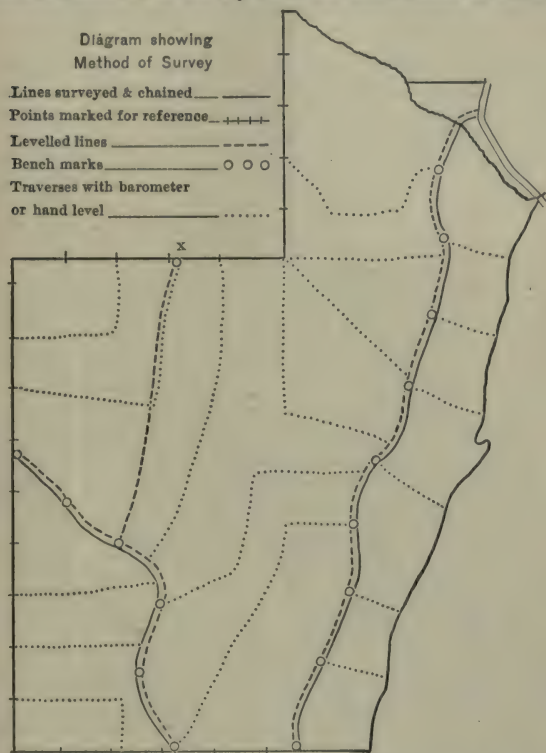 Diagram showing
Method of Survey
Lines surveyed & chained
Points marked for reference
Levelled lines
Bench marks
Traverses with barometer
or hand level
x